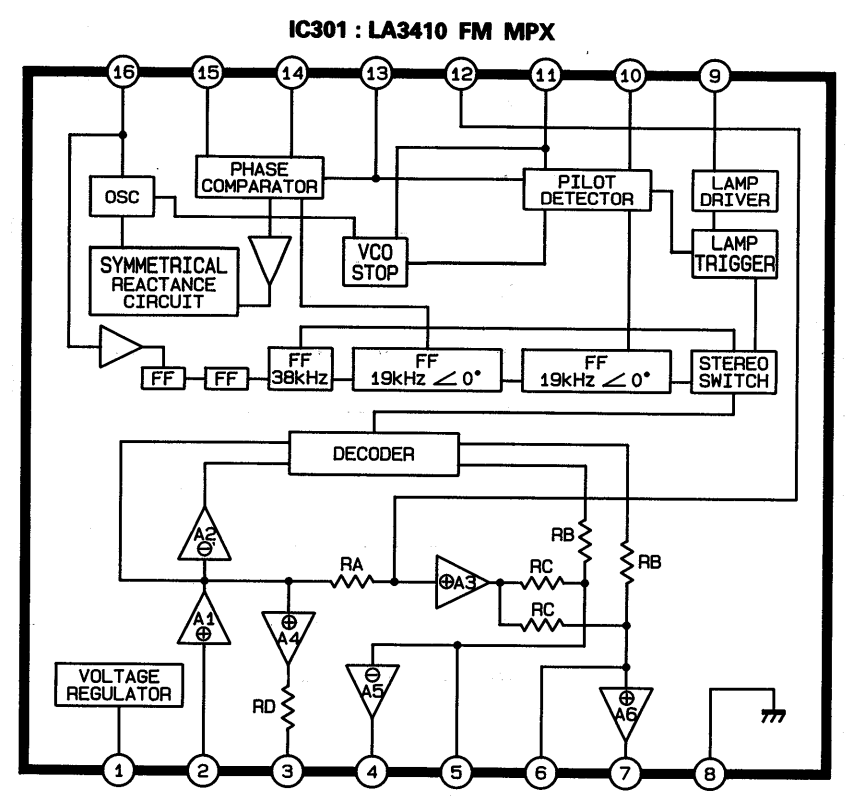 IC301 : LA3410 FM MPX
16 15 14 13 12 11 10 9
PHASE
COMPARATOR
OSC
PILOT
DETECTOR
LAMP
DRIVER
SYMMETRICAL
REACTANCE
CIRCUIT
VCO
STOP
LAMP
TRIGGER
FF
FF
FF
38kHz
FF
19kHz ∠0°
FF
19kHz ∠0°
STEREO
SWITCH
DECODER
A2
⊖
RA
⊕A3
RB
RB
RC
RC
A1
⊕
⊕
A4
⊖
A5
⊕
A6
RD
VOLTAGE
REGULATOR
1 2 3 4 5 6 7 8